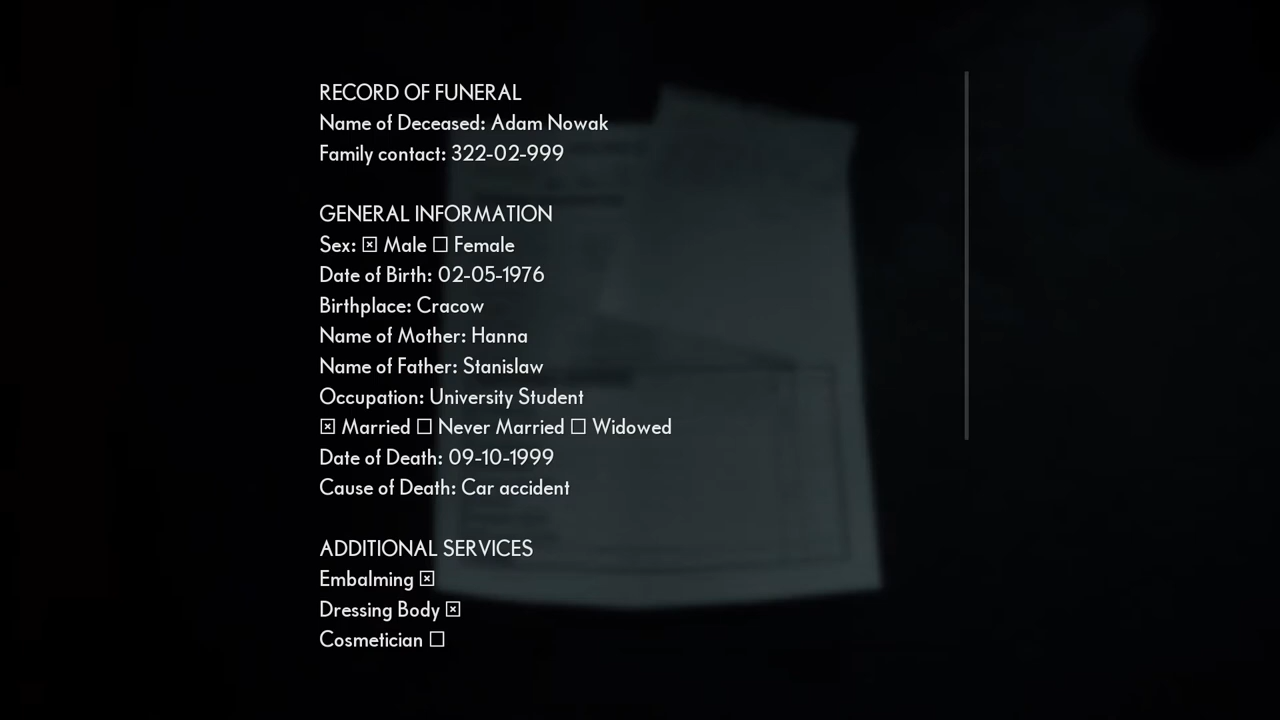 RECORD OF FUNERAL
Name of Deceased: Adam Nowak
Family contact: 322-02-999
GENERAL INFORMATION
Sex: ☒ Male ☐ Female
Date of Birth: 02-05-1976
Birthplace: Cracow
Name of Mother: Hanna
Name of Father: Stanislaw
Occupation: University Student
☒ Married ☐ Never Married ☐ Widowed
Date of Death: 09-10-1999
Cause of Death: Car accident
ADDITIONAL SERVICES
Embalming ☒
Dressing Body ☒
Cosmetician ☐